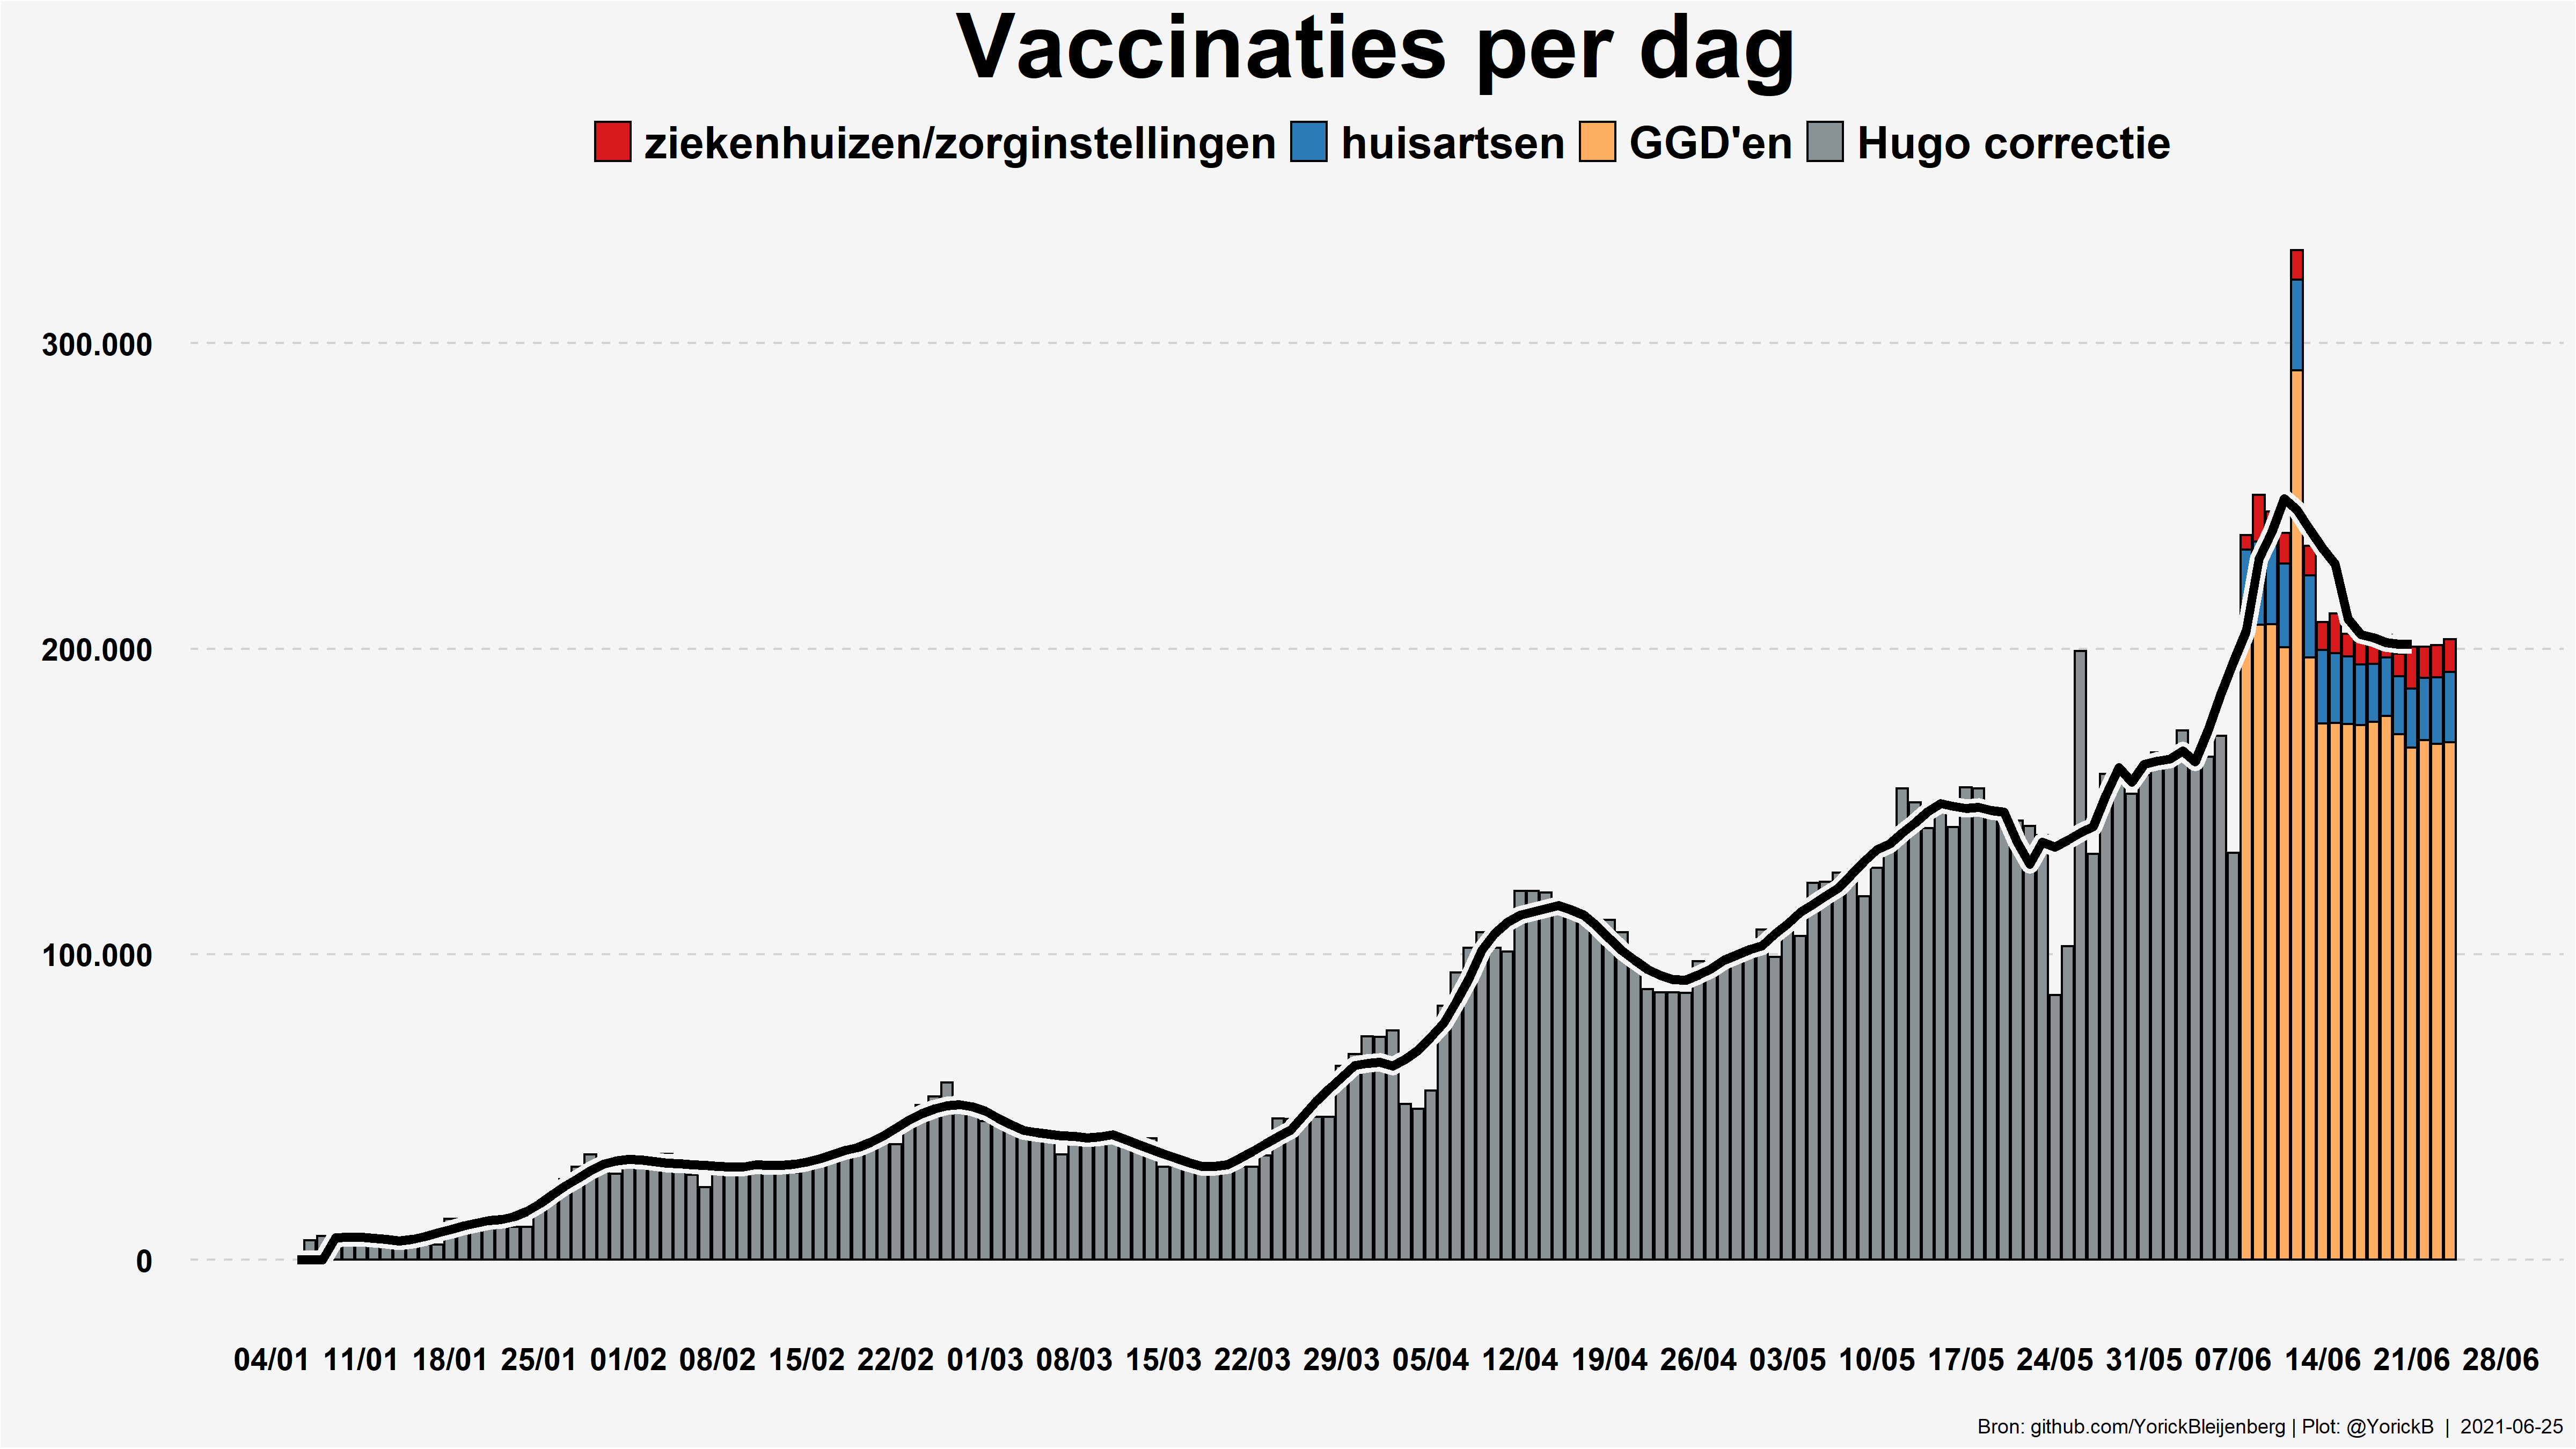 Vaccinaties per dag
ziekenhuizen/zorginstellingen huisartsen GGD'en Hugo correctie
300.000
200.000
100.000
0
04/01 11/01 18/01 25/01 01/02 08/02 15/02 22/02 01/03 08/03 15/03 22/03 29/03 05/04 12/04 19/04 26/04 03/05 10/05 17/05 24/05 31/05 07/06 14/06 21/06 28/06
Bron: github.com/YorickBleijenberg | Plot: @YorickB | 2021-06-25